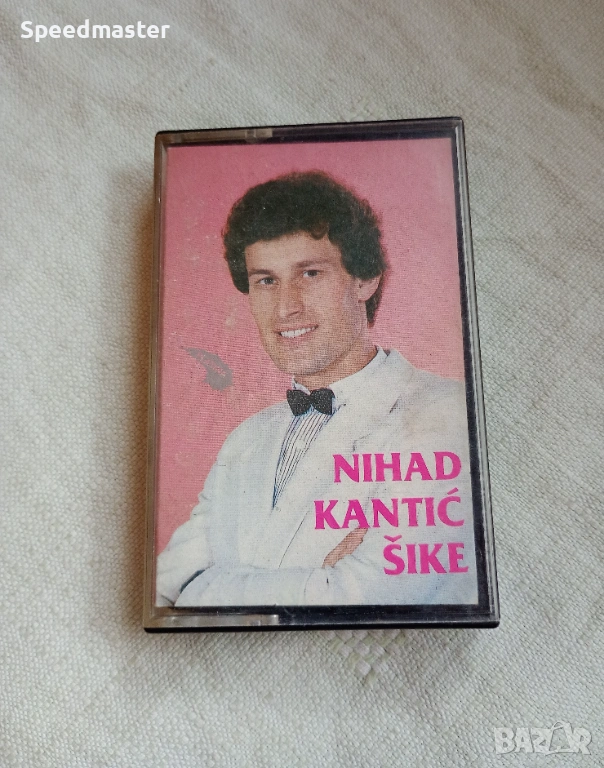 Speedmaster
NIHAD
KANTIĆ
ŠIKE
BAZAR